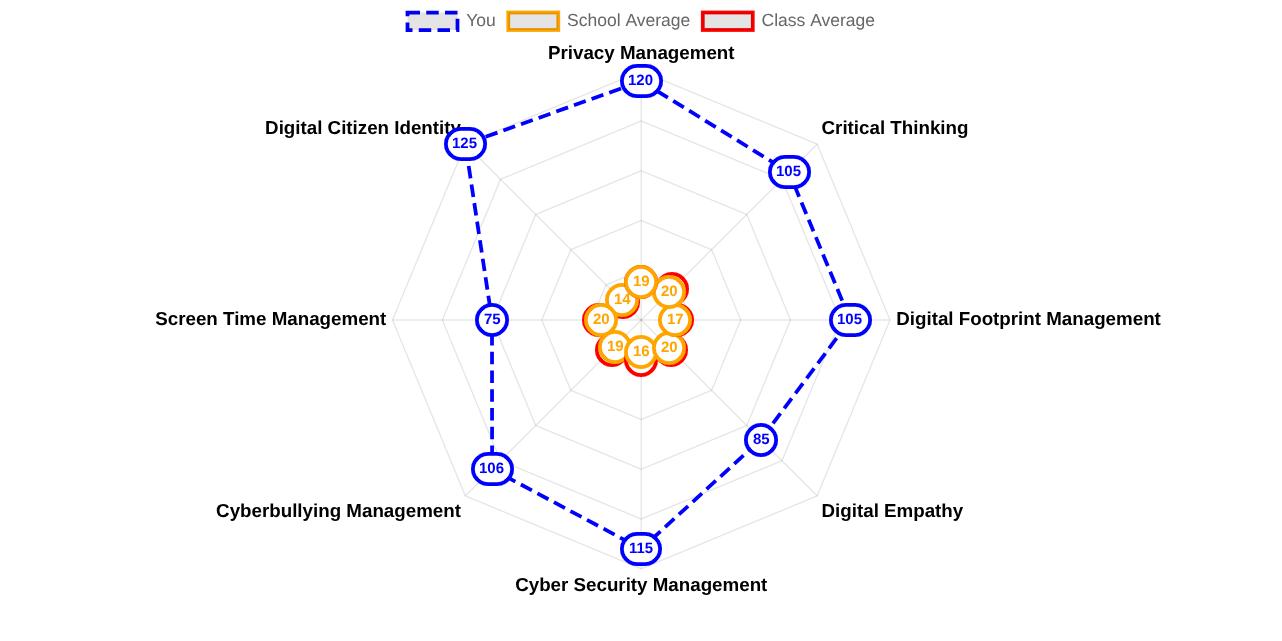 You School Average Class Average
Privacy Management
120
Digital Citizen Identity
Critical Thinking
125
105
19
20
14
Screen Time Management
75
20
17
105
Digital Footprint Management
19
16
20
85
106
Cyberbullying Management
Digital Empathy
115
Cyber Security Management